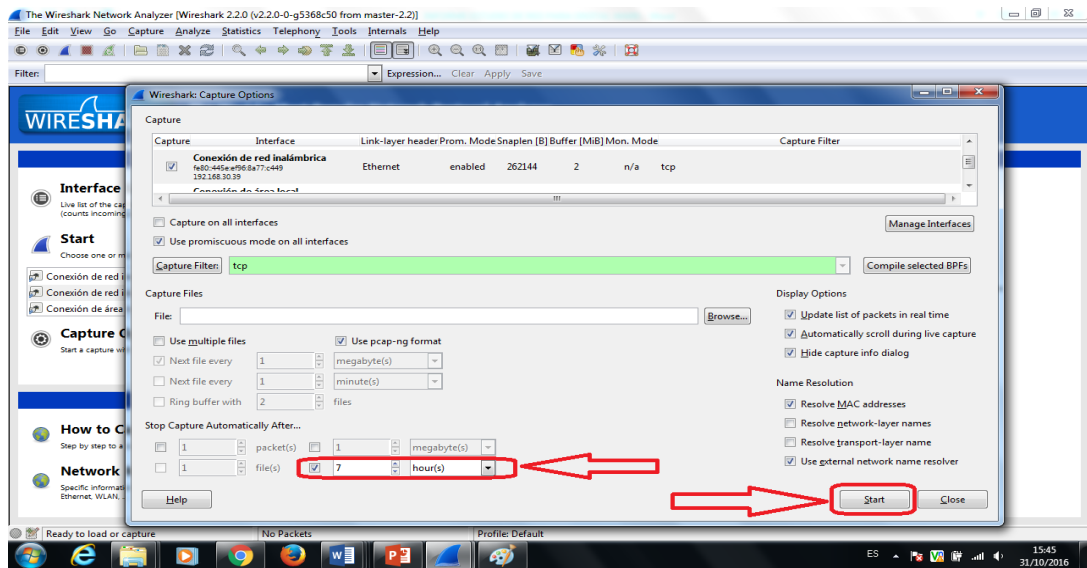 The Wireshark Network Analyzer [Wireshark 2.2.0 (v2.2.0-0-g5368c50 from master-2.2)]
File Edit View Go Capture Analyze Statistics Telephony Tools Internals Help
Filter: Expression... Clear Apply Save
WIRESHA
Interface
Live list of the cap
(counts incoming
Start
Choose one or m
Conexión de red i
Conexión de red i
Conexión de área
Capture O
Start a capture wi
How to C
Step by step to a
Network
Specific informati
Ethernet, WLAN, .
Wireshark: Capture Options
Capture
Capture Interface Link-layer header Prom. Mode Snaplen [B] Buffer [MiB] Mon. Mode Capture Filter
Conexión de red inalámbrica
fe80::445e:ef96:8a77:c449 Ethernet enabled 262144 2 n/a tcp
192.168.30.39
Conexión de área local
Capture on all interfaces
Manage Interfaces
Use promiscuous mode on all interfaces
Capture Filter: tcp Compile selected BPFs
Capture Files
File: Browse...
Use multiple files Use pcap-ng format
Next file every 1 megabyte(s)
Next file every 1 minute(s)
Ring buffer with 2 files
Stop Capture Automatically After...
1 packet(s) 1 megabyte(s)
1 file(s) 7 hour(s)
Display Options
Update list of packets in real time
Automatically scroll during live capture
Hide capture info dialog
Name Resolution
Resolve MAC addresses
Resolve network-layer names
Resolve transport-layer name
Use external network name resolver
Help Start Close
Ready to load or capture No Packets Profile: Default
ES 15:45
31/10/2016